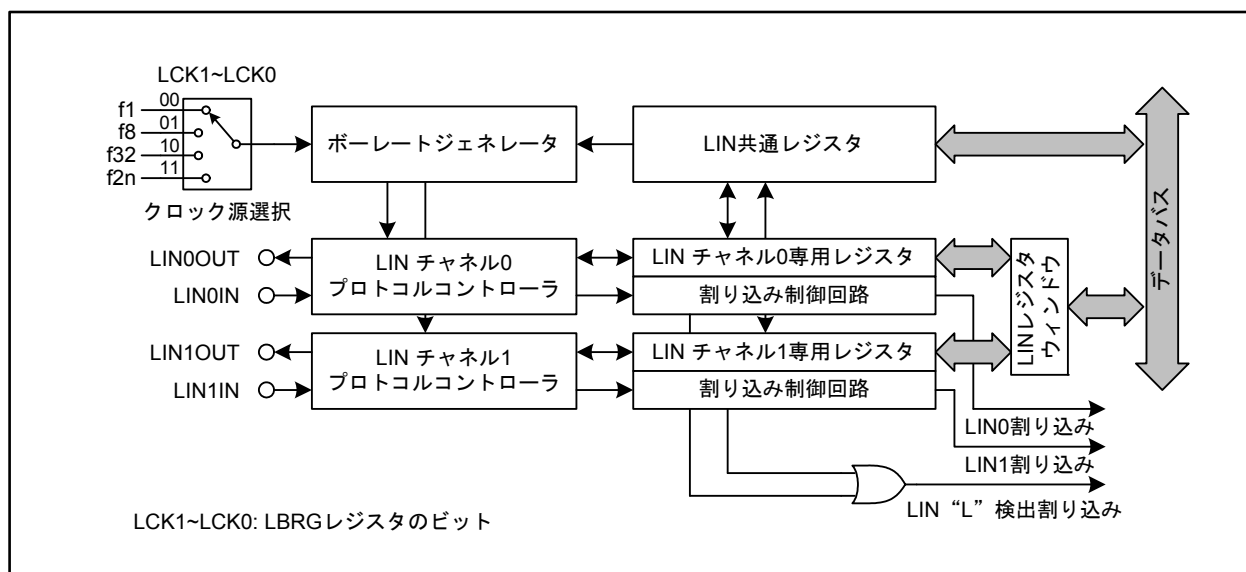 LCK1~LCK0
f1
00
f8
01
f32
10
f2n
11
クロック源選択
ボーレートジェネレータ
LIN共通レジスタ
データバス
LIN0OUT
LIN0IN
LIN チャネル0
プロトコルコントローラ
LIN チャネル0専用レジスタ
割り込み制御回路
LINレジスタ
ウィンドウ
LIN1OUT
LIN1IN
LIN チャネル1
プロトコルコントローラ
LIN チャネル1専用レジスタ
割り込み制御回路
LIN0割り込み
LIN1割り込み
LIN “L” 検出割り込み
LCK1~LCK0: LBRGレジスタのビット